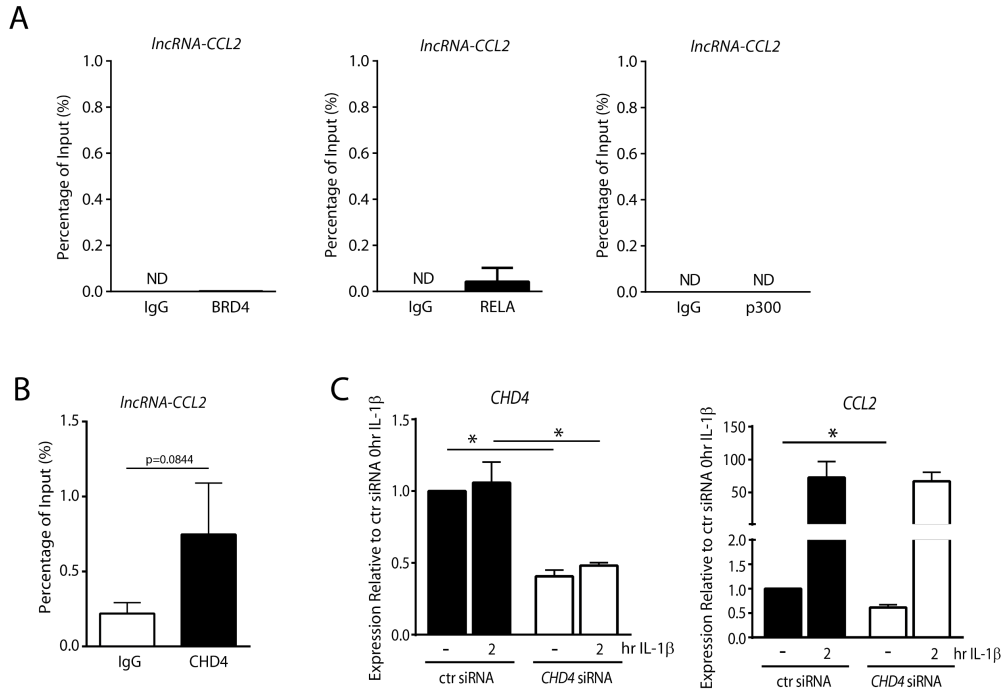 A
lncRNA-CCL2
Percentage of Input (%)
1.0
0.8
0.6
0.4
0.2
0.0
ND
IgG
BRD4
lncRNA-CCL2
Percentage of Input (%)
1.0
0.8
0.6
0.4
0.2
0.0
ND
IgG
RELA
lncRNA-CCL2
Percentage of Input (%)
1.0
0.8
0.6
0.4
0.2
0.0
ND
ND
IgG
p300
B
lncRNA-CCL2
Percentage of Input (%)
1.5
1.0
0.5
0.0
p=0.0844
IgG
CHD4
C
CHD4
Expression Relative to ctr siRNA 0hr IL-1β
1.5
1.0
0.5
0.0
*
*
- 2 - 2 hr IL-1β
ctr siRNA
CHD4 siRNA
CCL2
Expression Relative to ctr siRNA 0hr IL-1β
150
100
50
2.0
1.5
1.0
0.5
0.0
*
- 2 - 2 hr IL-1β
ctr siRNA
CHD4 siRNA